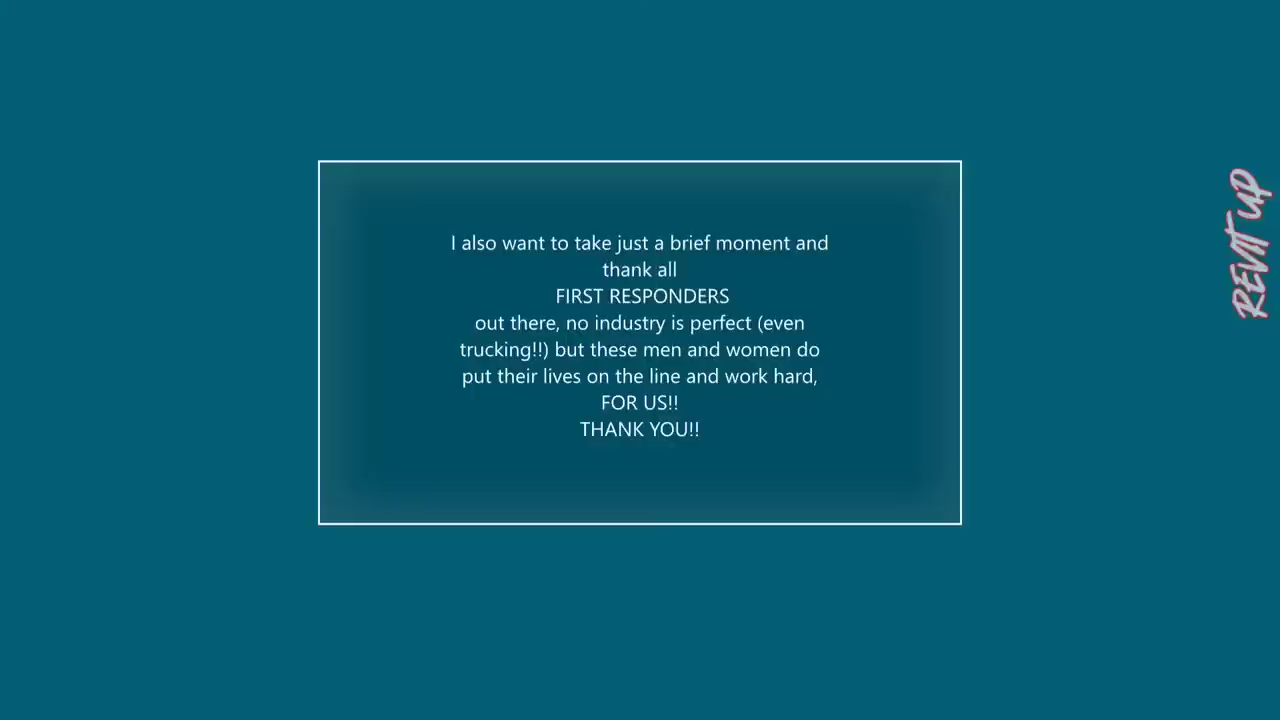 I also want to take just a brief moment and
thank all
FIRST RESPONDERS
out there, no industry is perfect (even
trucking!!) but these men and women do
put their lives on the line and work hard,
FOR US!!
THANK YOU!!
REV IT UP